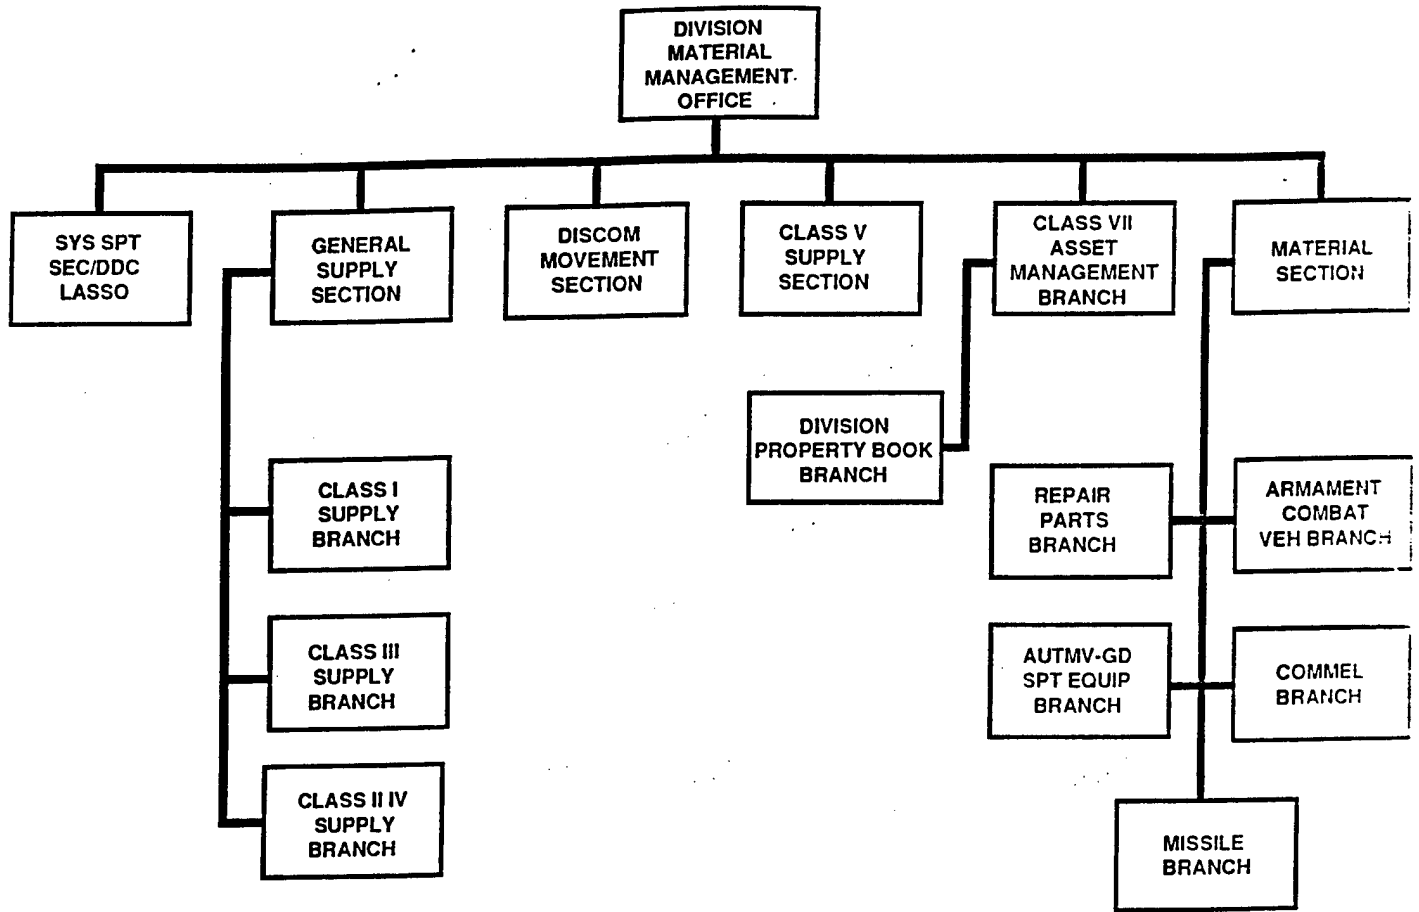 DIVISION
MATERIAL
MANAGEMENT
OFFICE
SYS SPT
SEC/DDC
LASSO
GENERAL
SUPPLY
SECTION
DISCOM
MOVEMENT
SECTION
CLASS V
SUPPLY
SECTION
CLASS VII
ASSET
MANAGEMENT
BRANCH
MATERIAL
SECTION
DIVISION
PROPERTY BOOK
BRANCH
CLASS I
SUPPLY
BRANCH
REPAIR
PARTS
BRANCH
ARMAMENT
COMBAT
VEH BRANCH
CLASS III
SUPPLY
BRANCH
AUTMV-GD
SPT EQUIP
BRANCH
COMMEL
BRANCH
CLASS II IV
SUPPLY
BRANCH
MISSILE
BRANCH